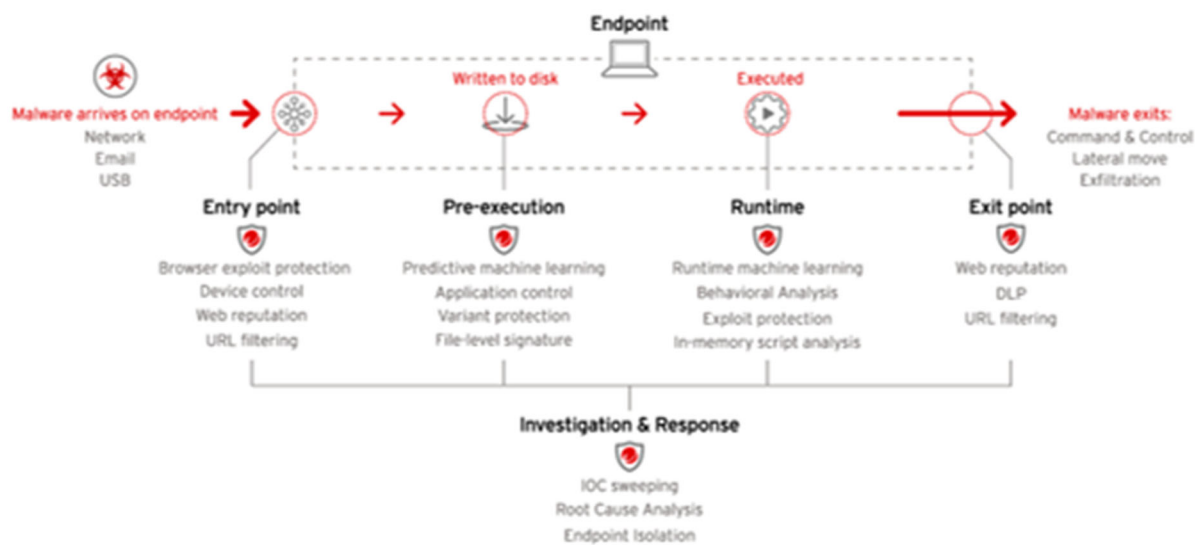 Endpoint
Written to disk
Executed
Malware arrives on endpoint
Network
Email
USB
Malware exits:
Command & Control
Lateral move
Exfiltration
Entry point
Browser exploit protection
Device control
Web reputation
URL filtering
Pre-execution
Predictive machine learning
Application control
Variant protection
File-level signature
Runtime
Runtime machine learning
Behavioral Analysis
Exploit protection
In-memory script analysis
Exit point
Web reputation
DLP
URL filtering
Investigation & Response
IOC sweeping
Root Cause Analysis
Endpoint Isolation